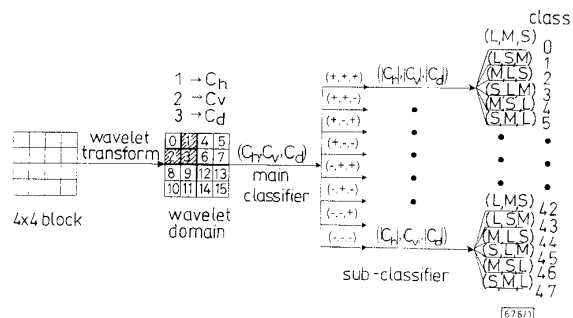 class
(L,M,S)
0
(L,S,M)
1
(M,L,S)
2
(S,L,M)
3
(M,S,L)
4
(S,M,L)
5
1 → Ch
2 → Cv
3 → Cd
wavelet
transform
4x4 block
0 1 4 5
2 3 6 7
8 9 12 13
10 11 14 15
wavelet
domain
(Ch,Cv,Cd)
main
classifier
(+,+,+)
(+,+,-)
(+,-,+)
(+,-,-)
(-,+,+)
(-,+,-)
(-,-,+)
(-,-,-)
(|Ch|,|Cv|,|Cd|)
(|Ch|,|Cv|,|Cd|)
sub-classifier
(L,M,S)
42
(L,S,M)
43
(M,L,S)
44
(S,L,M)
45
(M,S,L)
46
(S,M,L)
47
676/1